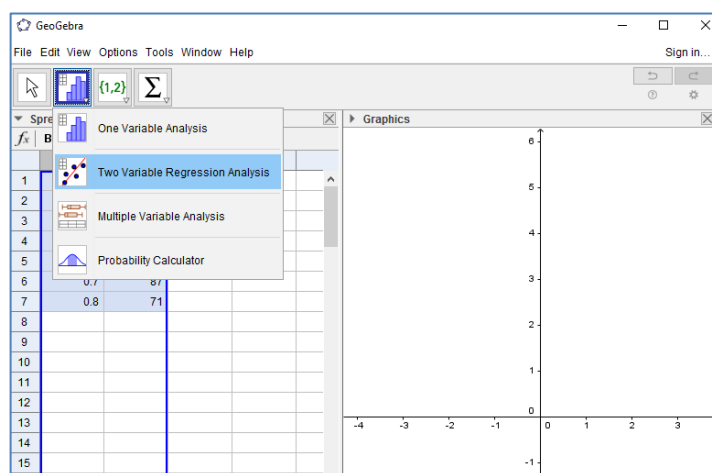 GeoGebra
File Edit View Options Tools Window Help Sign in...
{1,2} Σ
Spre Graphics
fx B
One Variable Analysis
Two Variable Regression Analysis
Multiple Variable Analysis
Probability Calculator
1
2
3
4
5
6 0.7 87
7 0.8 71
8
9
10
11
12
13
14
15
6
5
4
3
2
1
0
-4 -3 -2 -1 0 1 2 3
-1